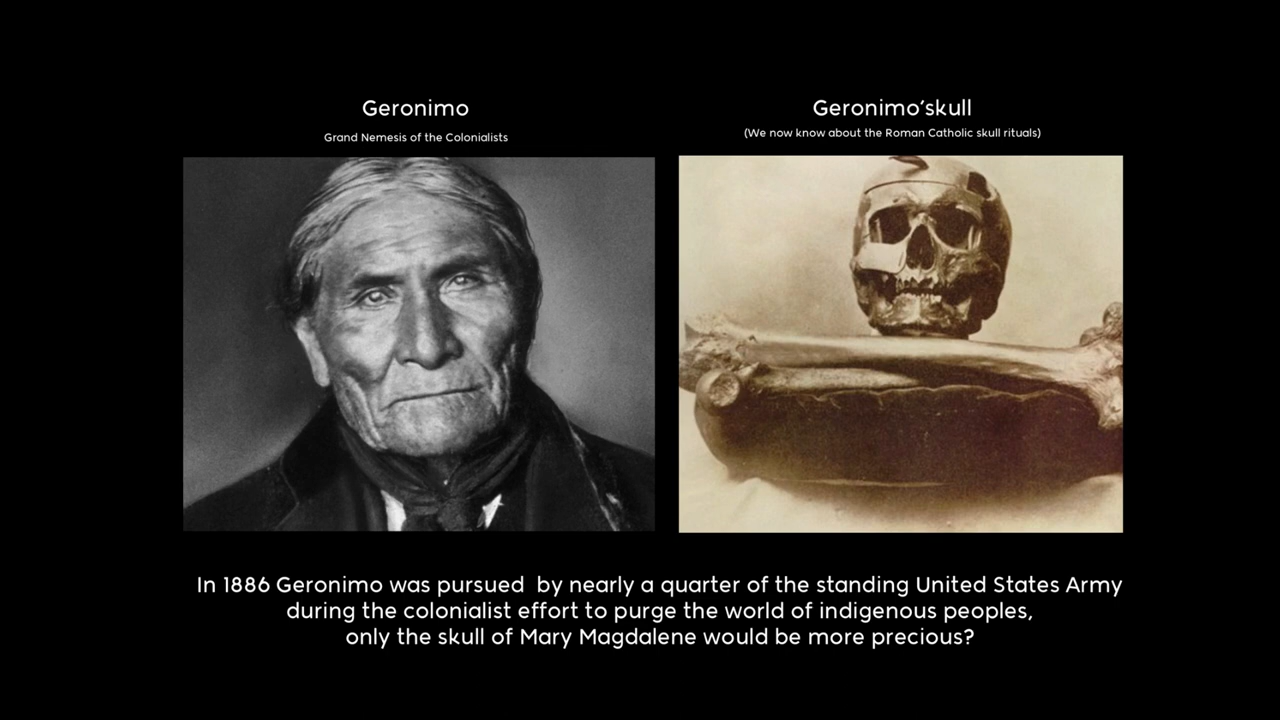 Geronimo
Grand Nemesis of the Colonialists
Geronimo'skull
(We now know about the Roman Catholic skull rituals)
In 1886 Geronimo was pursued by nearly a quarter of the standing United States Army
during the colonialist effort to purge the world of indigenous peoples,
only the skull of Mary Magdalene would be more precious?